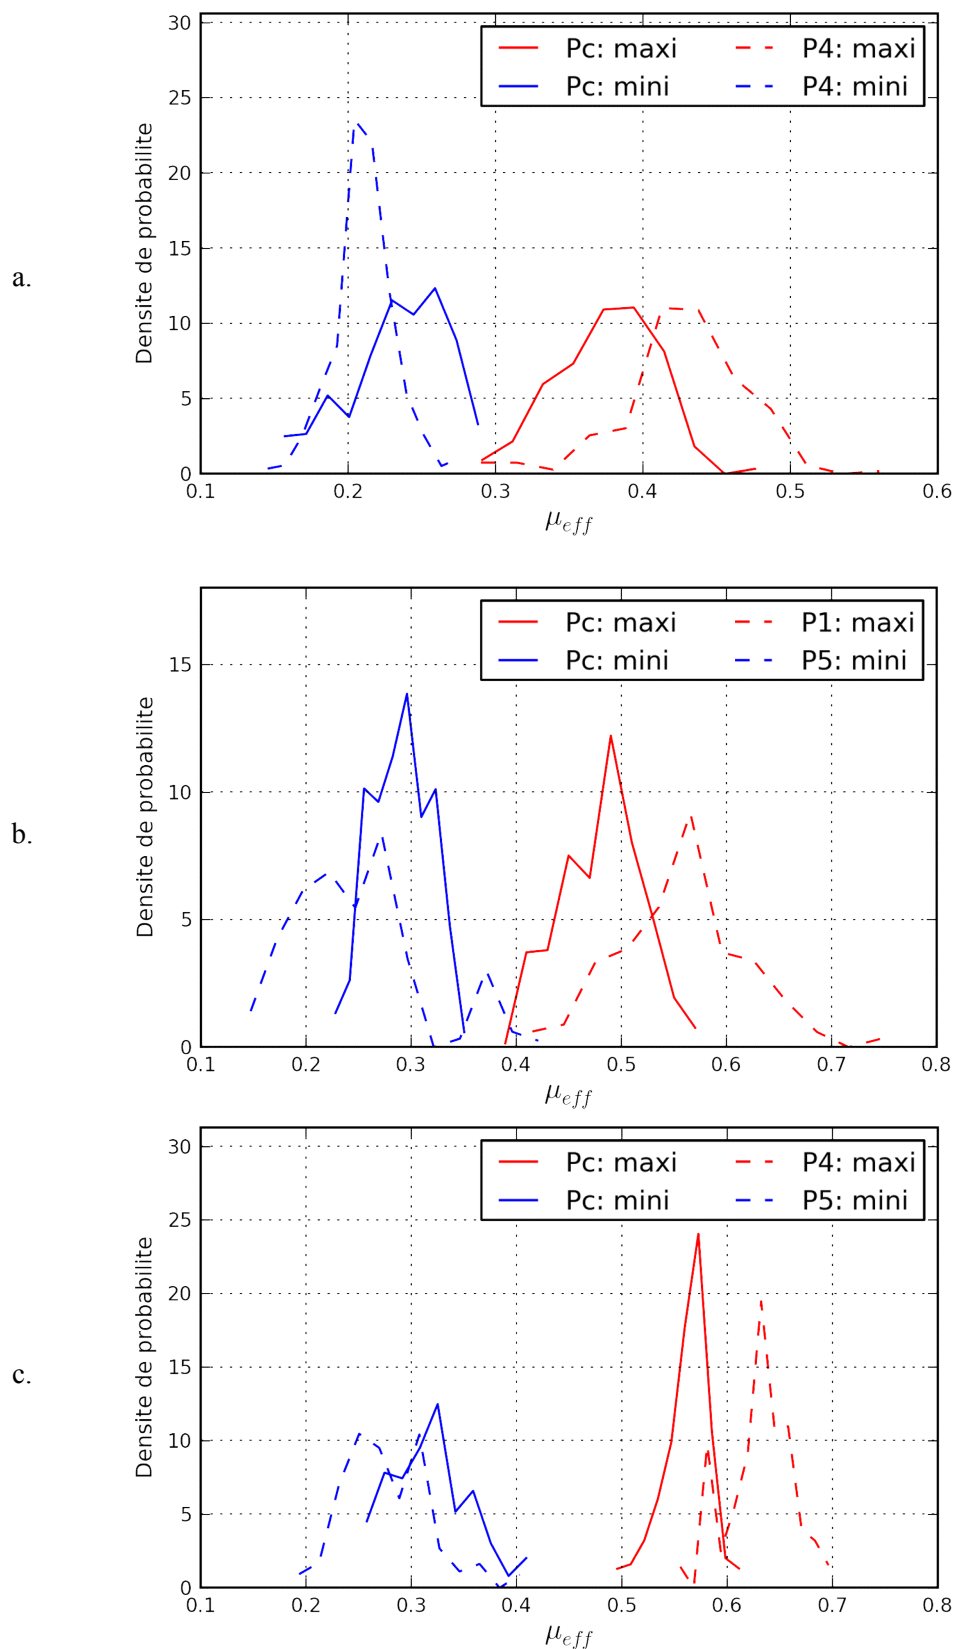 a.
Densite de probabilite
30
25
20
15
10
5
0
Pc: maxi P4: maxi
Pc: mini P4: mini
0.1 0.2 0.3 0.4 0.5 0.6
μeff
b.
Densite de probabilite
15
10
5
0
Pc: maxi P1: maxi
Pc: mini P5: mini
0.1 0.2 0.3 0.4 0.5 0.6 0.7 0.8
μeff
c.
Densite de probabilite
30
25
20
15
10
5
0
Pc: maxi P4: maxi
Pc: mini P5: mini
0.1 0.2 0.3 0.4 0.5 0.6 0.7 0.8
μeff